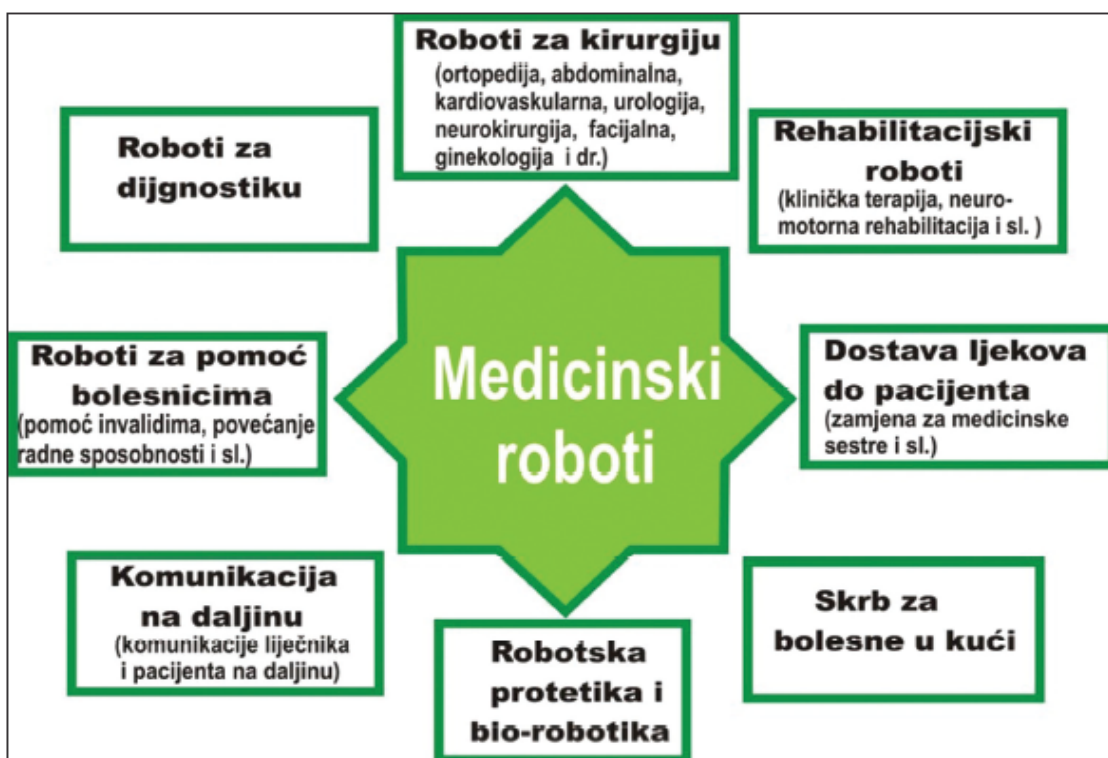 Roboti za kirurgiju
(ortopedija, abdominalna,
kardiovaskularna, urologija,
neurokirurgija, facijalna,
ginekologija i dr.)
Roboti za
dijgnostiku
Rehabilitacijski
roboti
(klinička terapija, neuro-
motorna rehabilitacija i sl. )
Roboti za pomoć
bolesnicima
(pomoć invalidima, povećanje
radne sposobnosti i sl.)
Medicinski
roboti
Dostava ljekova
do pacijenta
(zamjena za medicinske
sestre i sl.)
Komunikacija
na daljinu
(komunikacije liječnika
i pacijenta na daljinu)
Robotska
protetika i
bio-robotika
Skrb za
bolesne u kući